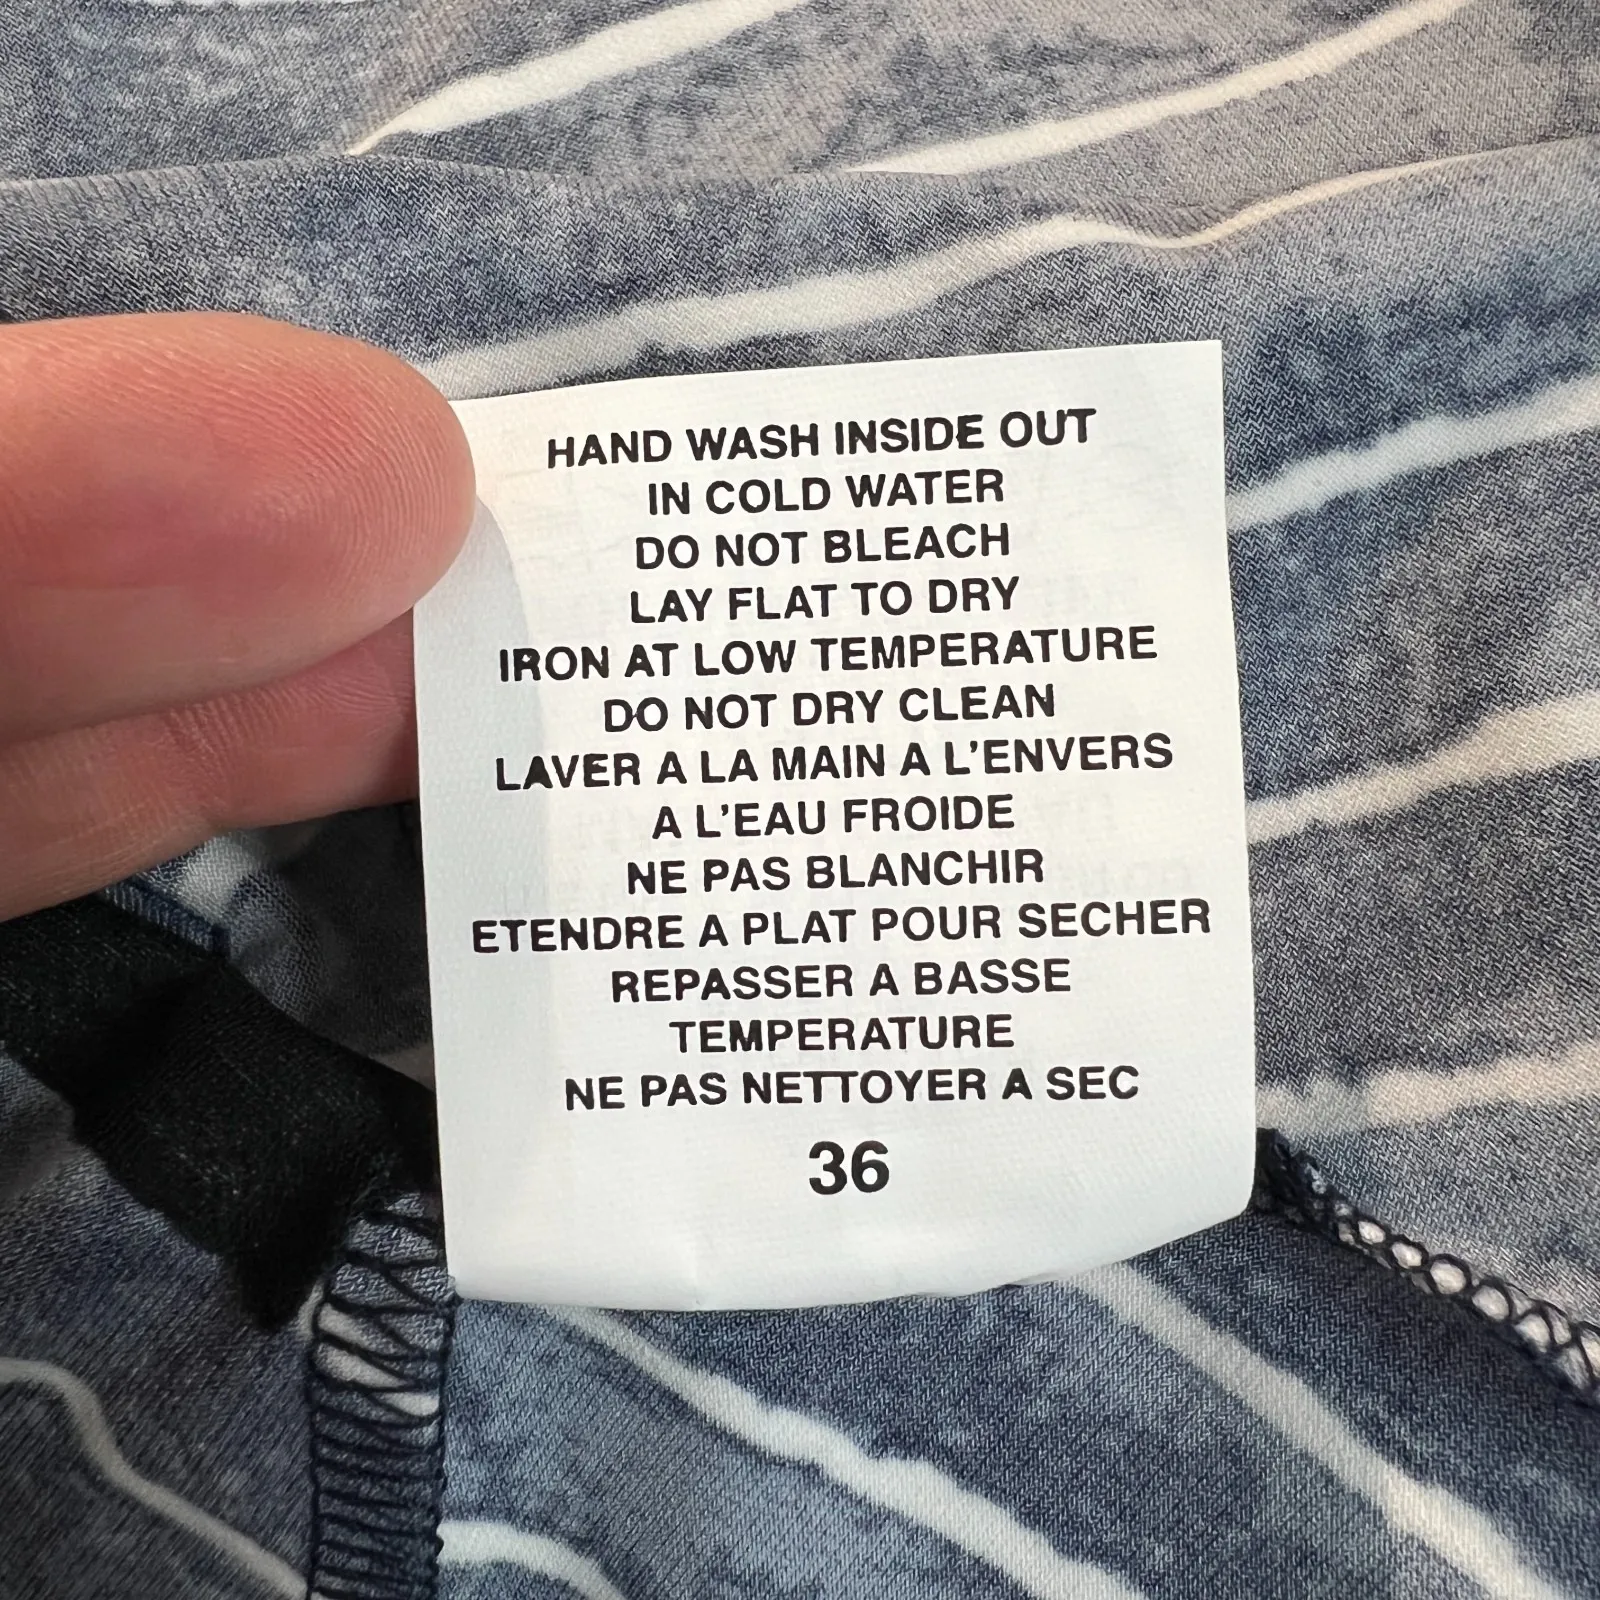 HAND WASH INSIDE OUT
IN COLD WATER
DO NOT BLEACH
LAY FLAT TO DRY
IRON AT LOW TEMPERATURE
DO NOT DRY CLEAN
LAVER A LA MAIN A L'ENVERS
A L'EAU FROIDE
NE PAS BLANCHIR
ETENDRE A PLAT POUR SECHER
REPASSER A BASSE
TEMPERATURE
NE PAS NETTOYER A SEC
36